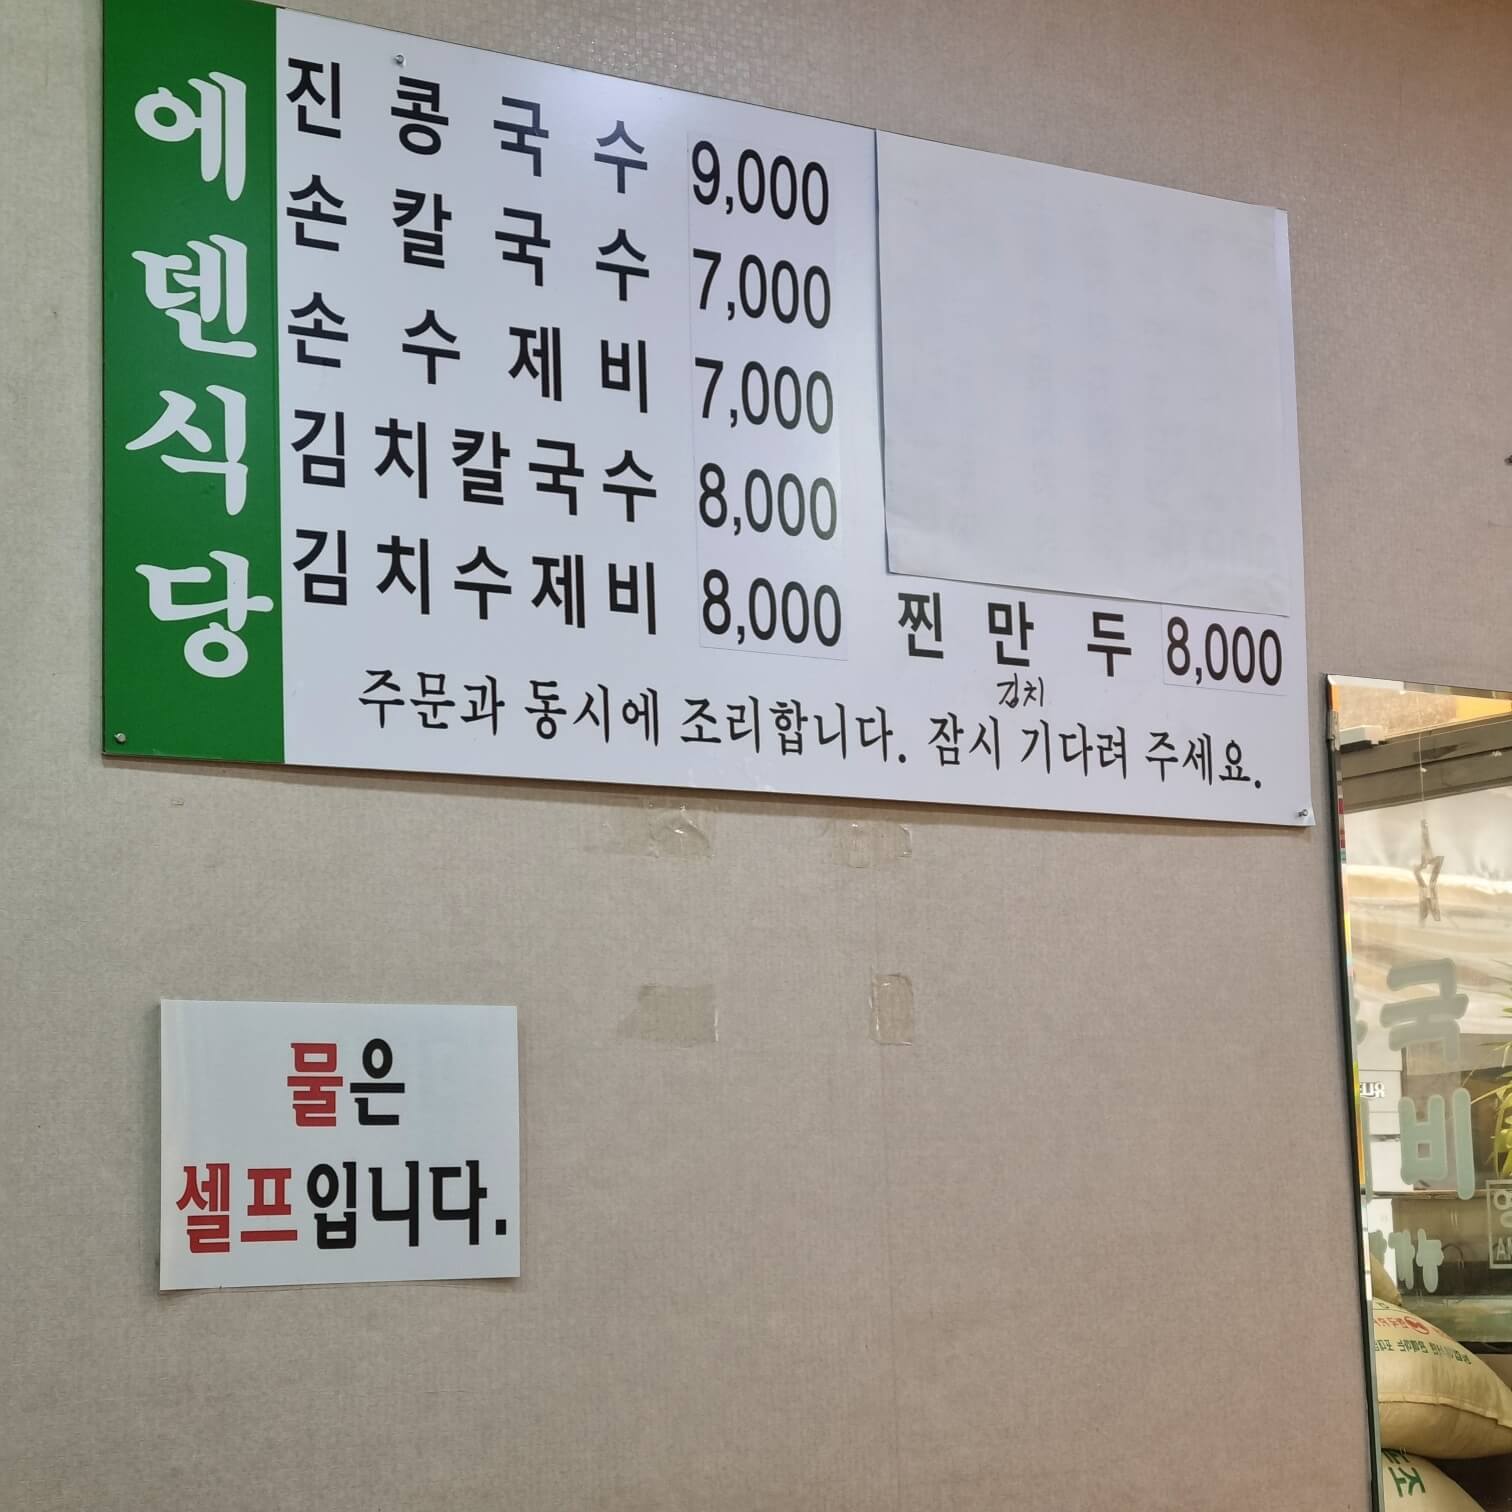 에덴식당
진콩국수 9,000
손칼국수 7,000
손수제비 7,000
김치칼국수 8,000
김치수제비 8,000
찐만두 8,000
김치
주문과 동시에 조리합니다. 잠시 기다려 주세요.
물은
셀프입니다.
국
비